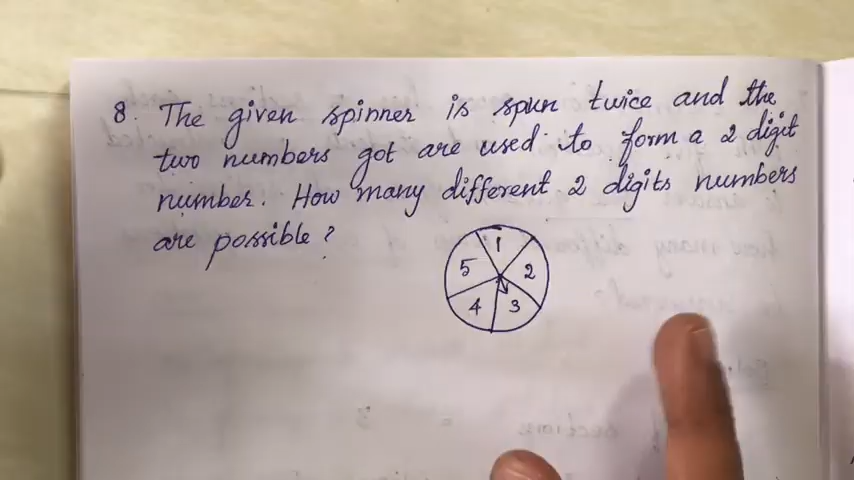 8. The given spinner is spun twice and the
two numbers got are used to form a 2 digit
number. How many different 2 digits numbers
are possible?
1
5 2
4 3